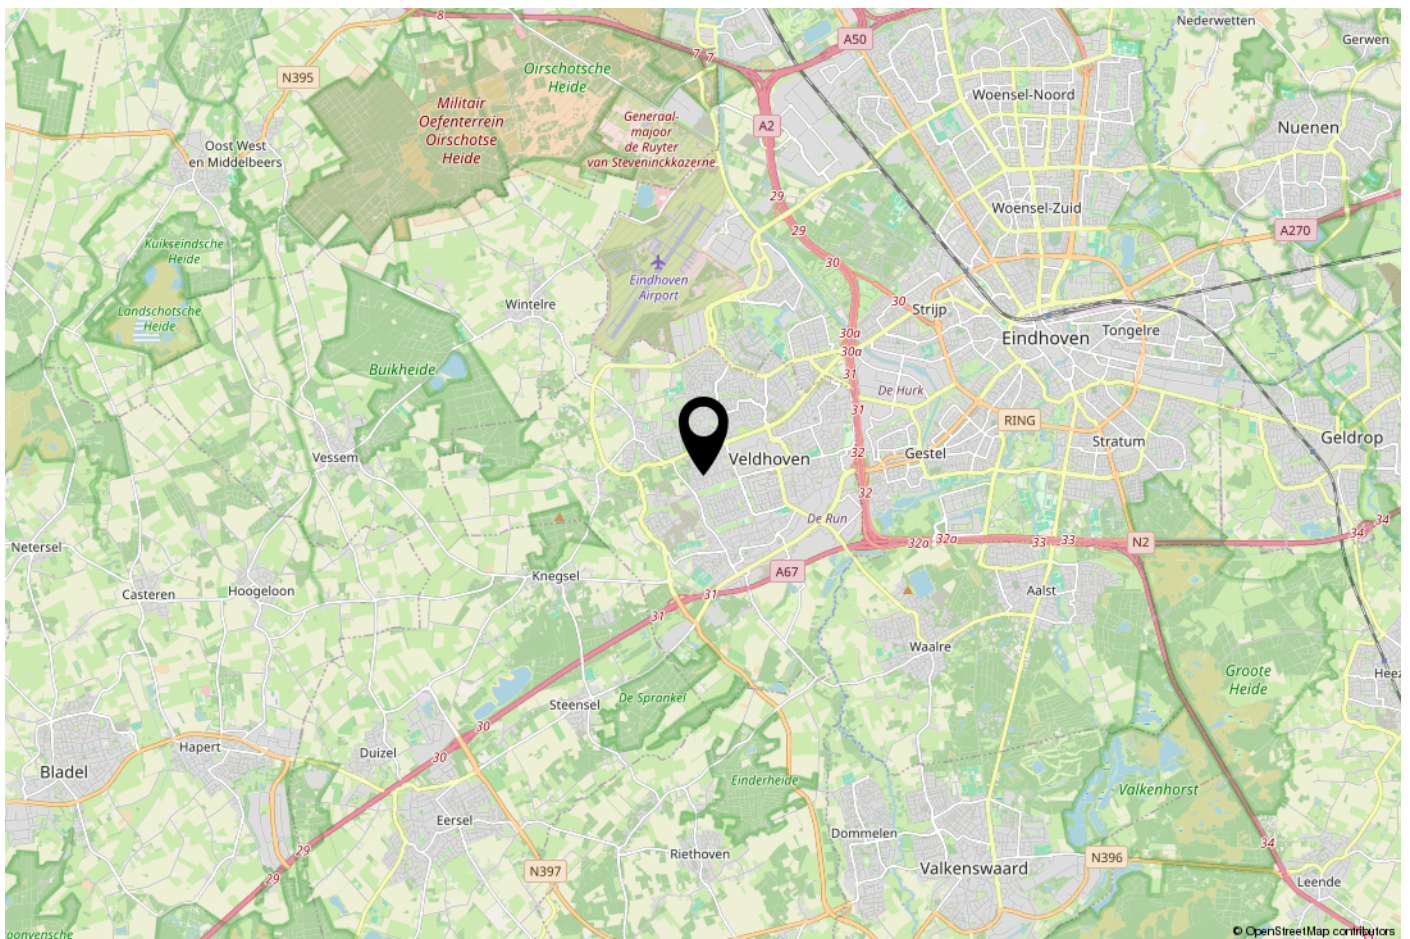 8
A50
Nederwetten
Gerwen
7
7
N395
Oirschotsche
Heide
Woensel-Noord
Militair
Oefenterrein
Oirschotse
Heide
Generaal-
majoor
de Ruyter
van Steveninckkazerne
A2
Nuenen
Oost West
en Middelbeers
29
Woensel-Zuid
29
A270
Kuikseindsche
Heide
30
Eindhoven
Airport
30
Wintelre
Strijp
Landschotsche
Heide
30a
Eindhoven
Tongelre
30a
Buikheide
31
De Hurk
31
RING
Stratum
Geldrop
Vessem
Veldhoven
32
Gestel
32
De Run
34
34
Netersel
32a
32a
33
33
N2
A67
Knegsel
Casteren
Hoogeloon
31
Aalst
31
Waalre
Groote
Heide
Heez
De Sprankel
Steensel
30
Hapert
Duizel
30
Bladel
Einderheide
Valkenhorst
Eersel
Dommelen
34
29
Riethoven
N396
29
N397
Valkenswaard
Leende
oonvensche
© OpenStreetMap contributors